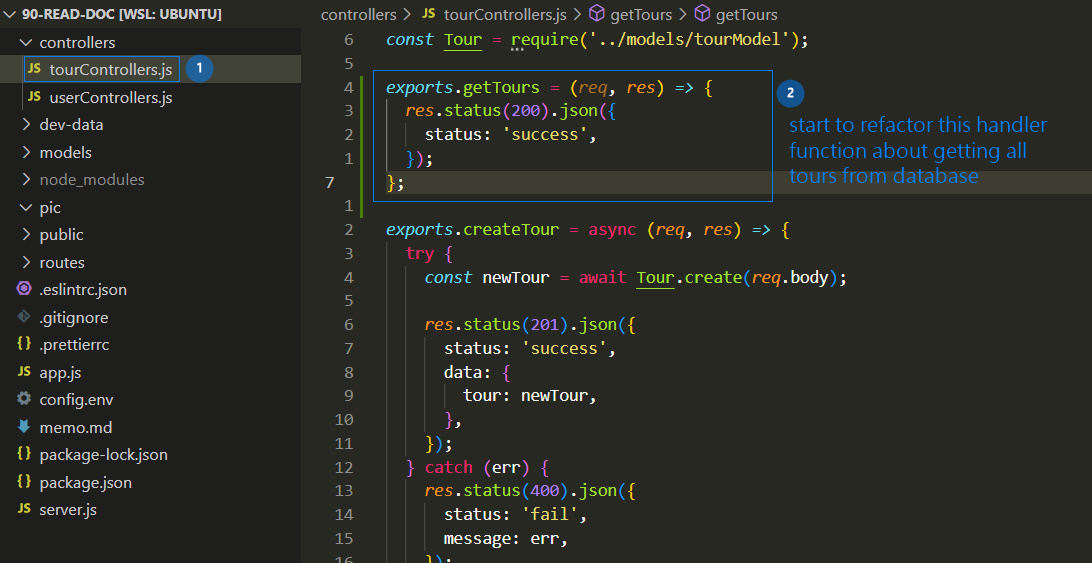 90-READ-DOC [WSL: UBUNTU]
controllers
JS tourControllers.js
1
JS userControllers.js
dev-data
models
node_modules
pic
public
routes
.eslintrc.json
.gitignore
{} .prettierrc
JS app.js
config.env
memo.md
{} package-lock.json
{} package.json
JS server.js
controllers > JS tourControllers.js > getTours > getTours
6 const Tour = require('../models/tourModel');
5
4 exports.getTours = (req, res) => {
3 res.status(200).json({
2 status: 'success',
1 });
7 };
1
2 exports.createTour = async (req, res) => {
3 try {
4 const newTour = await Tour.create(req.body);
5
6 res.status(201).json({
7 status: 'success',
8 data: {
9 tour: newTour,
10 },
11 });
12 } catch (err) {
13 res.status(400).json({
14 status: 'fail',
15 message: err,
16 });
2
start to refactor this handler
function about getting all
tours from database